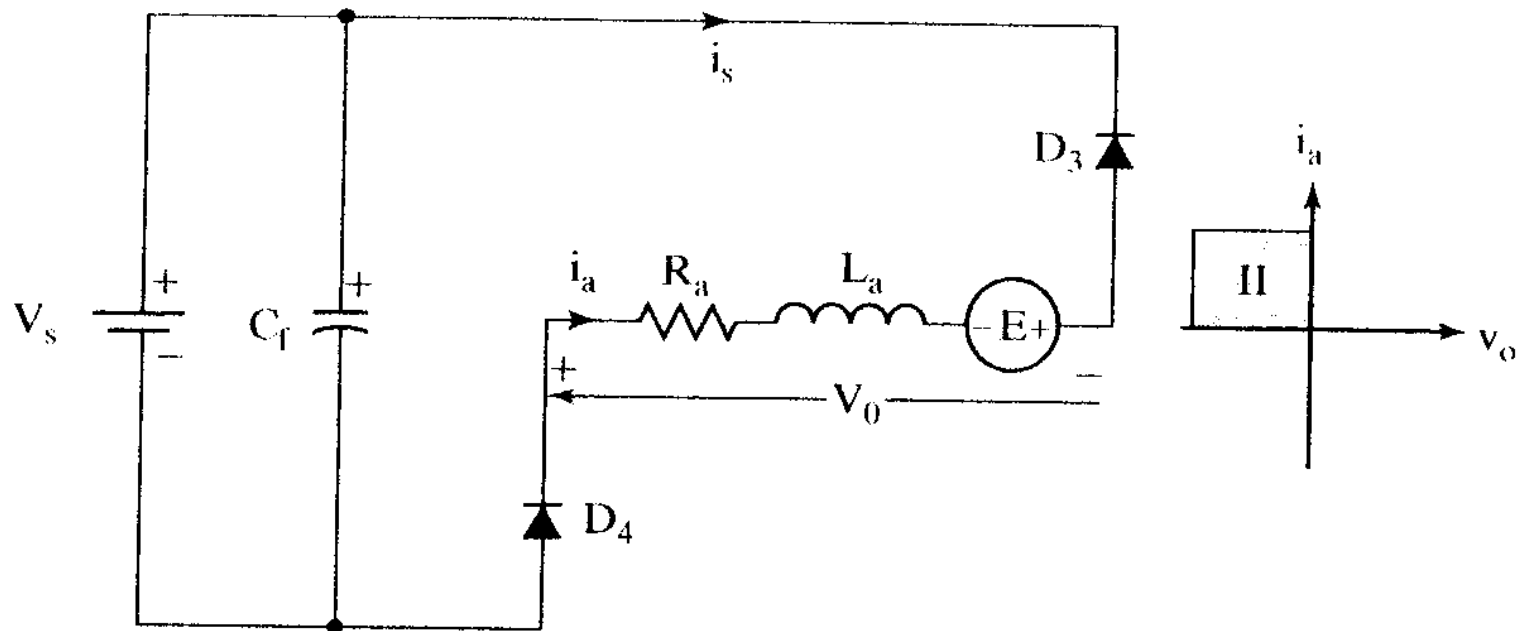 i_s
D_3
i_a
V_s
+
−
C_f
+
i_a
R_a
L_a
− E +
II
v_o
+
V_0
−
D_4